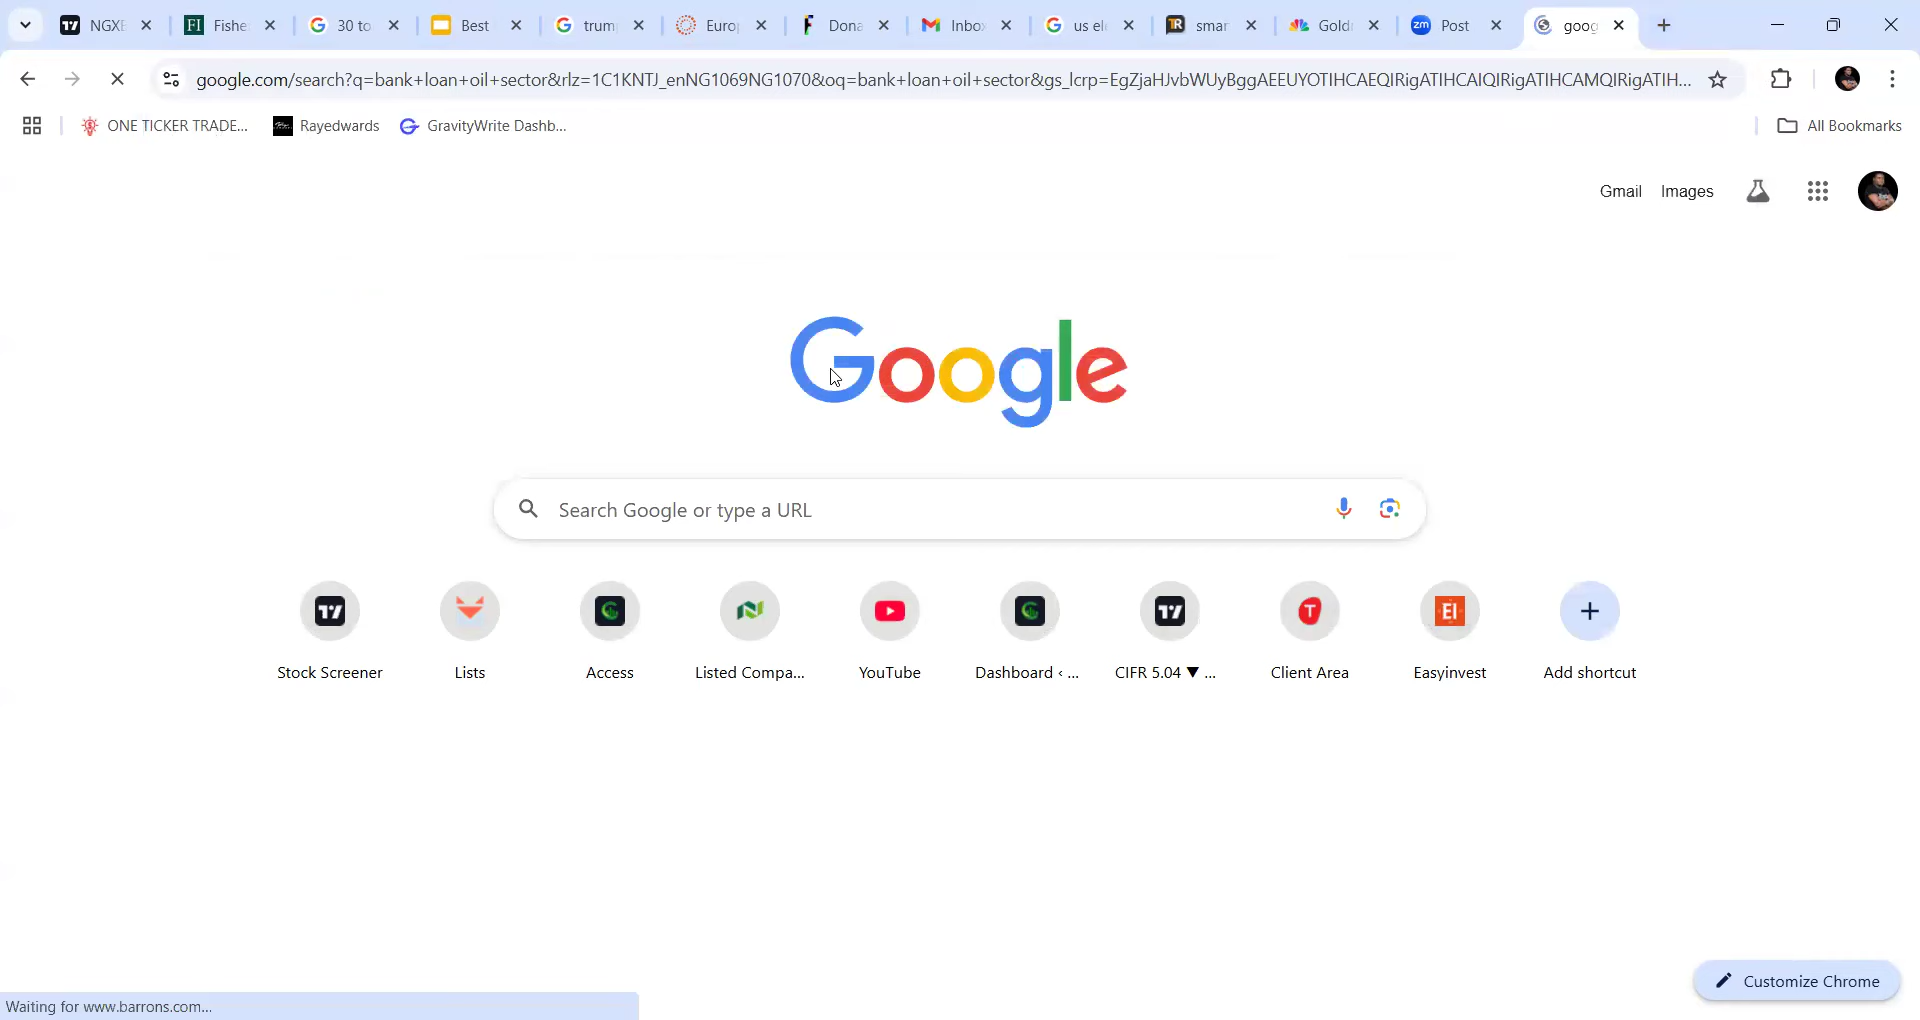 NGXE
Fishe
30 to
Best
trum
Euro
Dona
Inbo
us el
smar
Gold
Post
goog
google.com/search?q=bank+loan+oil+sector&rlz=1C1KNTJ_enNG1069NG1070&oq=bank+loan+oil+sector&gs_lcrp=EgZjaHJvbWUyBggAEEUYOTIHCAEQIRigATIHCAIQIRigATIHCAMQIRigATIH...
ONE TICKER TRADE...
Rayedwards
GravityWrite Dashb...
All Bookmarks
Gmail
Images
Google
Search Google or type a URL
Stock Screener
Lists
Access
Listed Compa...
YouTube
Dashboard ‹ ...
CIFR 5.04 ▼ ...
Client Area
Easyinvest
Add shortcut
Customize Chrome
Waiting for www.barrons.com...